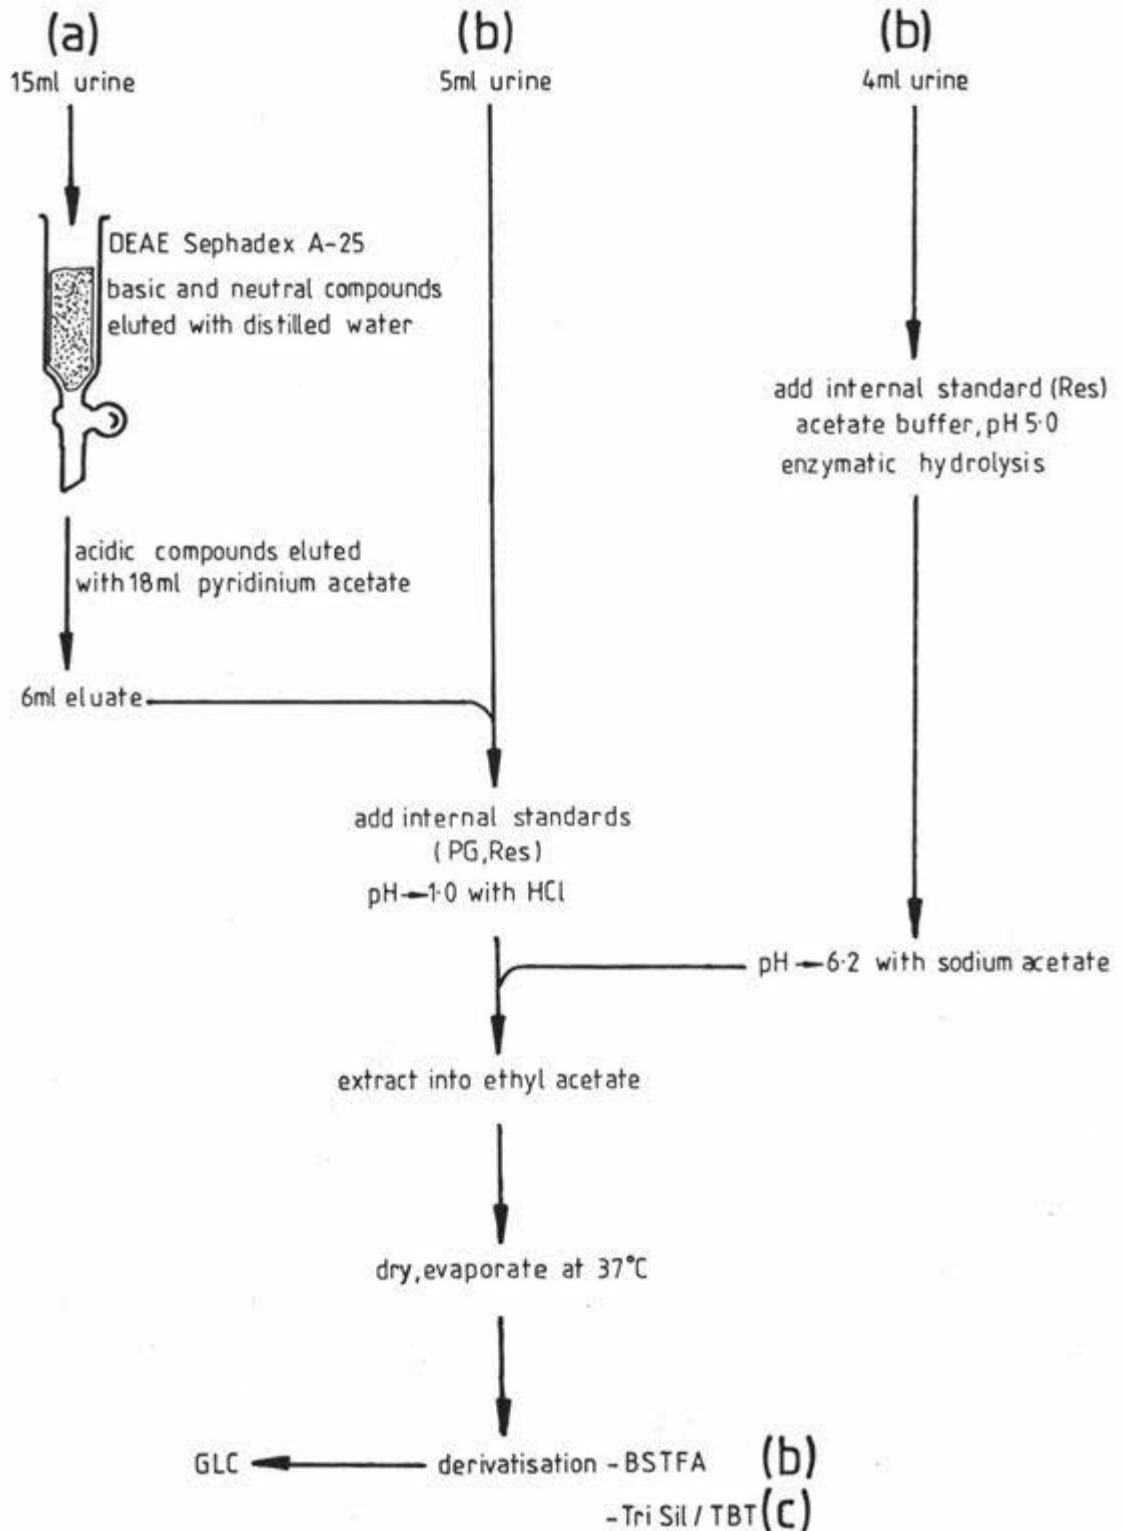 (a)
15ml urine
DEAE Sephadex A-25
basic and neutral compounds
eluted with distilled water
acidic compounds eluted
with 18ml pyridinium acetate
6ml eluate
(b)
5ml urine
add internal standards
(PG,Res)
pH→1·0 with HCl
(b)
4ml urine
add internal standard (Res)
acetate buffer, pH 5·0
enzymatic hydrolysis
pH→6·2 with sodium acetate
extract into ethyl acetate
dry, evaporate at 37°C
GLC
derivatisation - BSTFA (b)
- Tri Sil / TBT (c)